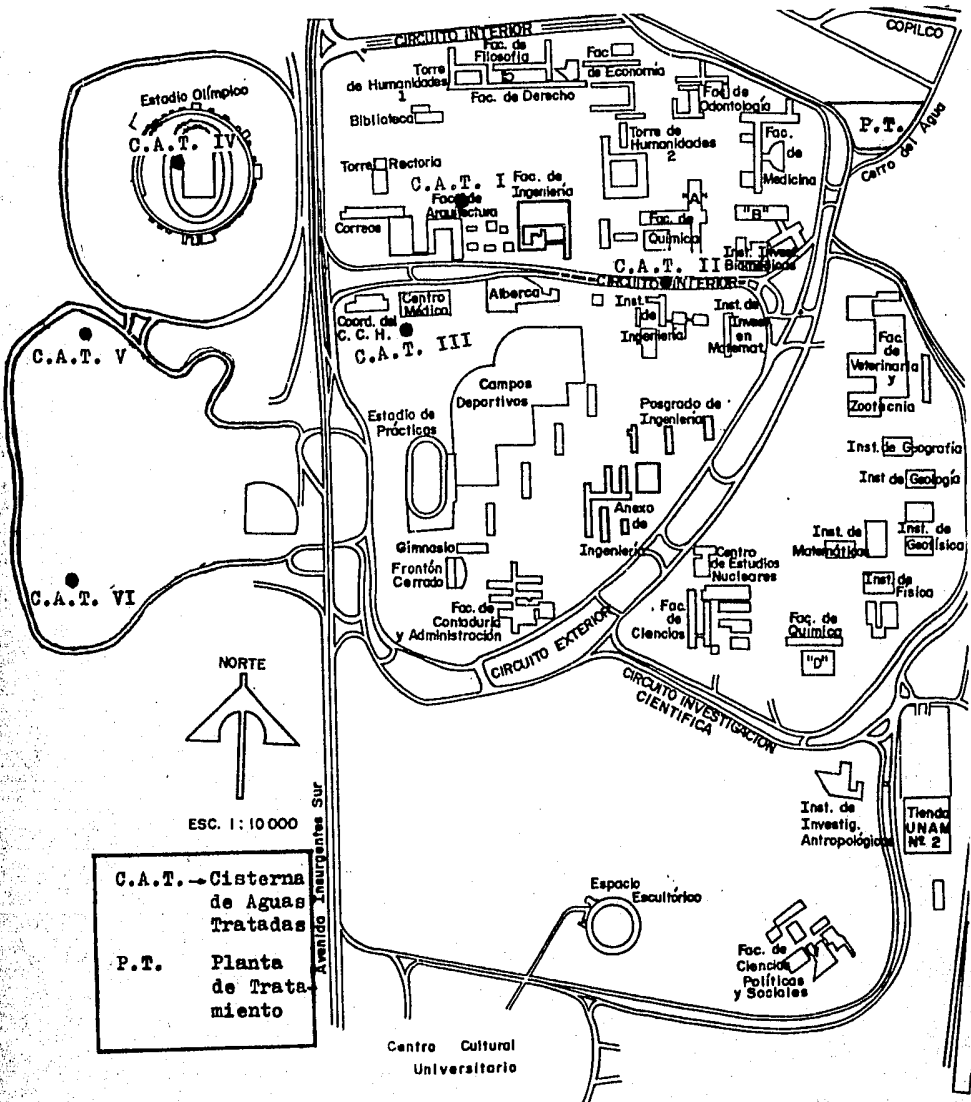 COPILCO
CIRCUITO INTERIOR
Fac. de
Filosofía
Fac
de Economía
Torre
de Humanidades
1
Fac. de Derecho
Fac. de
Odontología
Estadio Olímpico
Biblioteca
P.T.
Cerro del Agua
C.A.T. IV
Torre de
Humanidades
2
Fac.
de
Medicina
Torre Rectoría
C.A.T. I
Fac. de
Ingeniería
Fac. de
Arquitectura
"A"
Correos
Fac. de
Química
"B"
Inst. Invest.
Biomédicas
C.A.T. II
CIRCUITO INTERIOR
Centro
Médico
Alberca
Coord. del
C. C. H.
C.A.T. III
Inst.
de
Ingeniería
Inst. de
Invest.
en
Matemat.
C.A.T. V
Fac.
de
Veterinaria
y
Zootecnia
Campos
Deportivos
Estadio de
Prácticas
Posgrado de
Ingeniería
Inst. de Geografía
Inst de Geología
Anexo
de
Ingeniería
Inst. de
Matemáticas
Inst. de
Geofísica
Gimnasio
Frontón
Cerrado
Centro
de Estudios
Nucleares
Inst. de
Física
C.A.T. VI
Fac. de
Contaduría
y Administración
Fac.
de
Ciencias
Fac. de
Química
"D"
CIRCUITO EXTERIOR
CIRCUITO INVESTIGACION
CIENTIFICA
NORTE
ESC. 1:10 000
Avenida Insurgentes Sur
Inst. de
Investig.
Antropológicas
Tienda
UNAM
Nº 2
C.A.T.→Cisterna
de Aguas
Tratadas
P.T. Planta
de Trata-
miento
Espacio
Escultórico
Fac. de
Ciencias
Políticas
y Sociales
Centro Cultural
Universitario